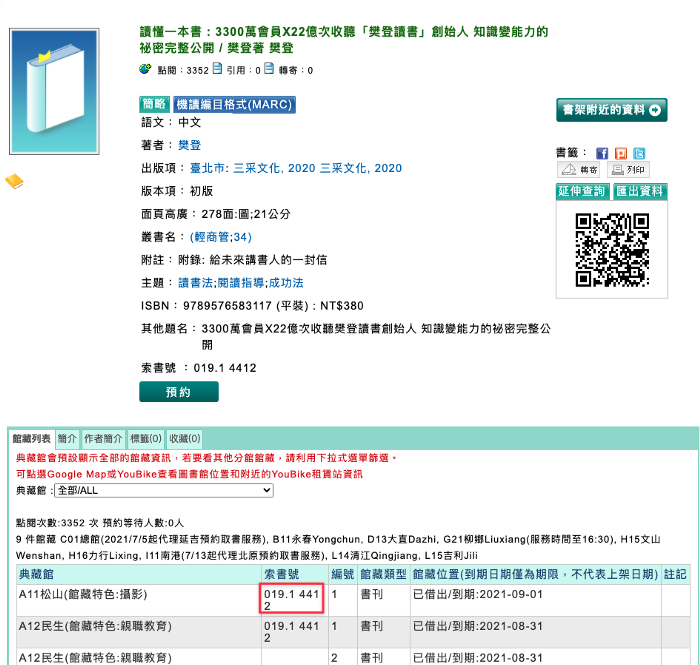 讀懂一本書：3300萬會員X22億次收聽「樊登讀書」創始人 知識變能力的
祕密完整公開 / 樊登著 樊登
點閱：3352 引用：0 轉寄：0
簡略 機讀編目格式(MARC)
語文： 中文
著者： 樊登
出版項： 臺北市: 三采文化, 2020 三采文化, 2020
版本項： 初版
面頁高廣： 278面:圖;21公分
叢書名： (輕商管;34)
附註： 附錄: 給未來講書人的一封信
主題： 讀書法;閱讀指導;成功法
ISBN： 9789576583117 (平裝) : NT$380
其他題名： 3300萬會員X22億次收聽樊登讀書創始人 知識變能力的祕密完整公
開
索書號 ： 019.1 4412
預約
書架附近的資料
書籤：
轉寄 列印
延伸查詢 匯出資料
館藏列表 簡介 作者簡介 標籤(0) 收藏(0)
典藏館會預設顯示全部的館藏資訊，若要看其他分館館藏，請利用下拉式選單篩選。
可點選Google Map或YouBike查看圖書館位置和附近的YouBike租賃站資訊
典藏館 : 全部/ALL
點閱次數:3352 次 預約等待人數:0人
9 件館藏 C01總館(2021/7/5起代理延吉預約取書服務), B11永春Yongchun, D13大直Dazhi, G21柳鄉Liuxiang(服務時間至16:30), H15文山
Wenshan, H16力行Lixing, I11南港(7/13起代理北原預約取書服務), L14清江Qingjiang, L15吉利Jili
典藏館 索書號 編號 館藏類型 館藏位置(到期日期僅為期限，不代表上架日期) 註記
A11松山(館藏特色:攝影) 019.1 441 1 書刊 已借出/到期:2021-09-01
2
A12民生(館藏特色:親職教育) 019.1 441 1 書刊 已借出/到期:2021-08-31
2
A12民生(館藏特色:親職教育) 2 書刊 已借出/到期:2021-08-31